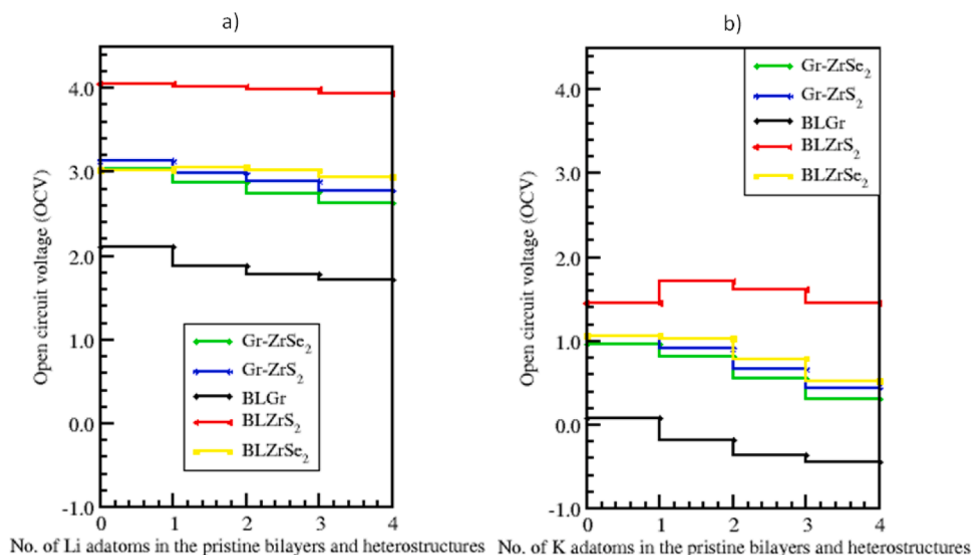 a)
Open circuit voltage (OCV)
4.0
3.0
2.0
1.0
0.0
-1.0
0 1 2 3 4
Gr-ZrSe₂
Gr-ZrS₂
BLGr
BLZrS₂
BLZrSe₂
No. of Li adatoms in the pristine bilayers and heterostructures
b)
Open circuit voltage (OCV)
4.0
3.0
2.0
1.0
0.0
-1.0
0 1 2 3 4
Gr-ZrSe₂
Gr-ZrS₂
BLGr
BLZrS₂
BLZrSe₂
No. of K adatoms in the pristine bilayers and heterostructures